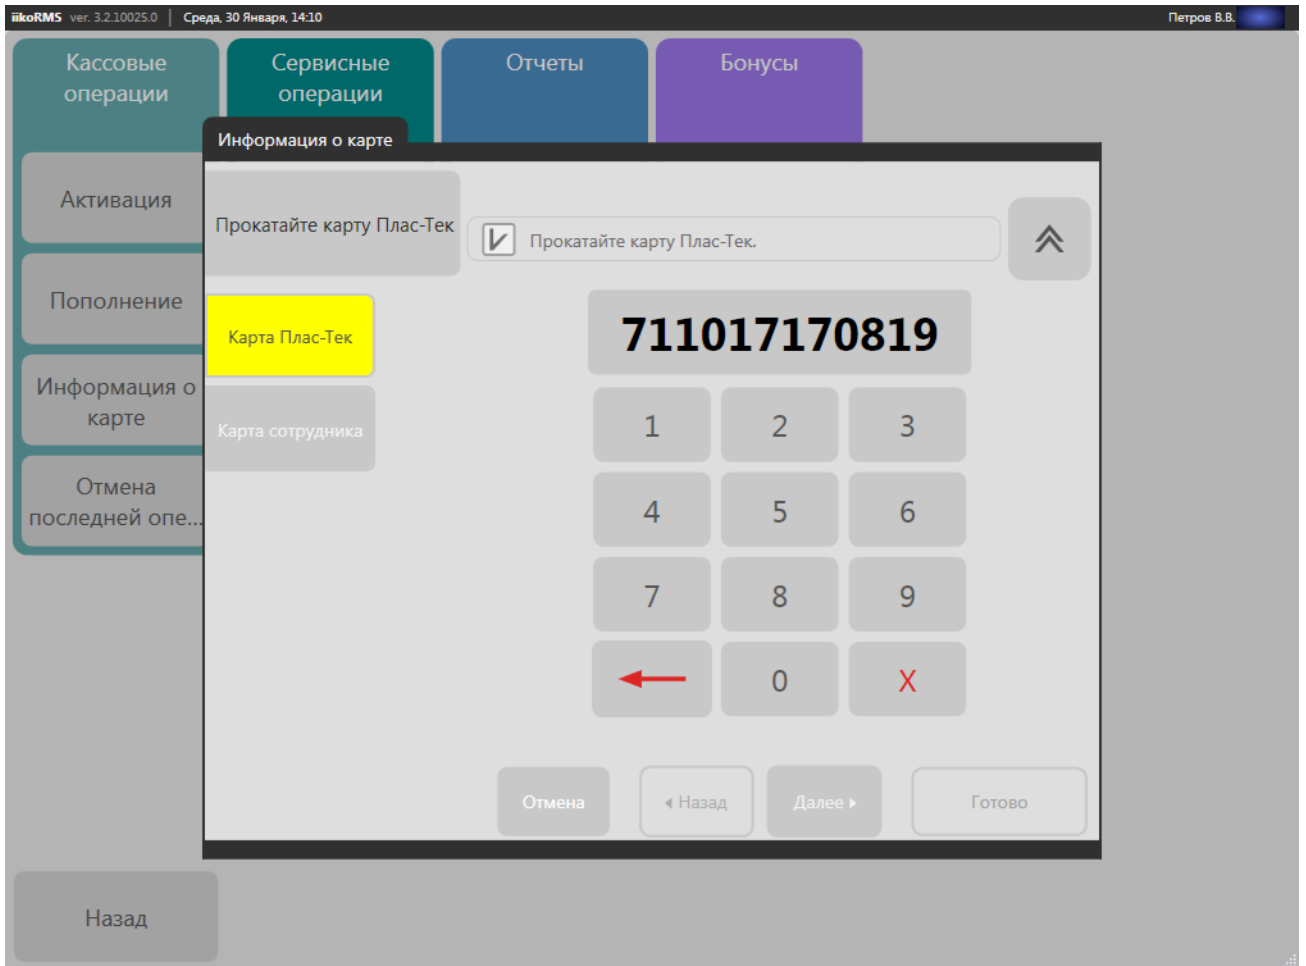 iikoRMS ver. 3.2.10025.0 Среда, 30 Января, 14:10 Петров В.В.
Кассовые
операции
Сервисные
операции
Отчеты
Бонусы
Информация о карте
Активация
Пополнение
Информация о
карте
Отмена
последней опе...
Прокатайте карту Плас-Тек
Прокатайте карту Плас-Тек.
Карта Плас-Тек
Карта сотрудника
711017170819
1 2 3
4 5 6
7 8 9
0 X
Отмена Назад Далее Готово
Назад